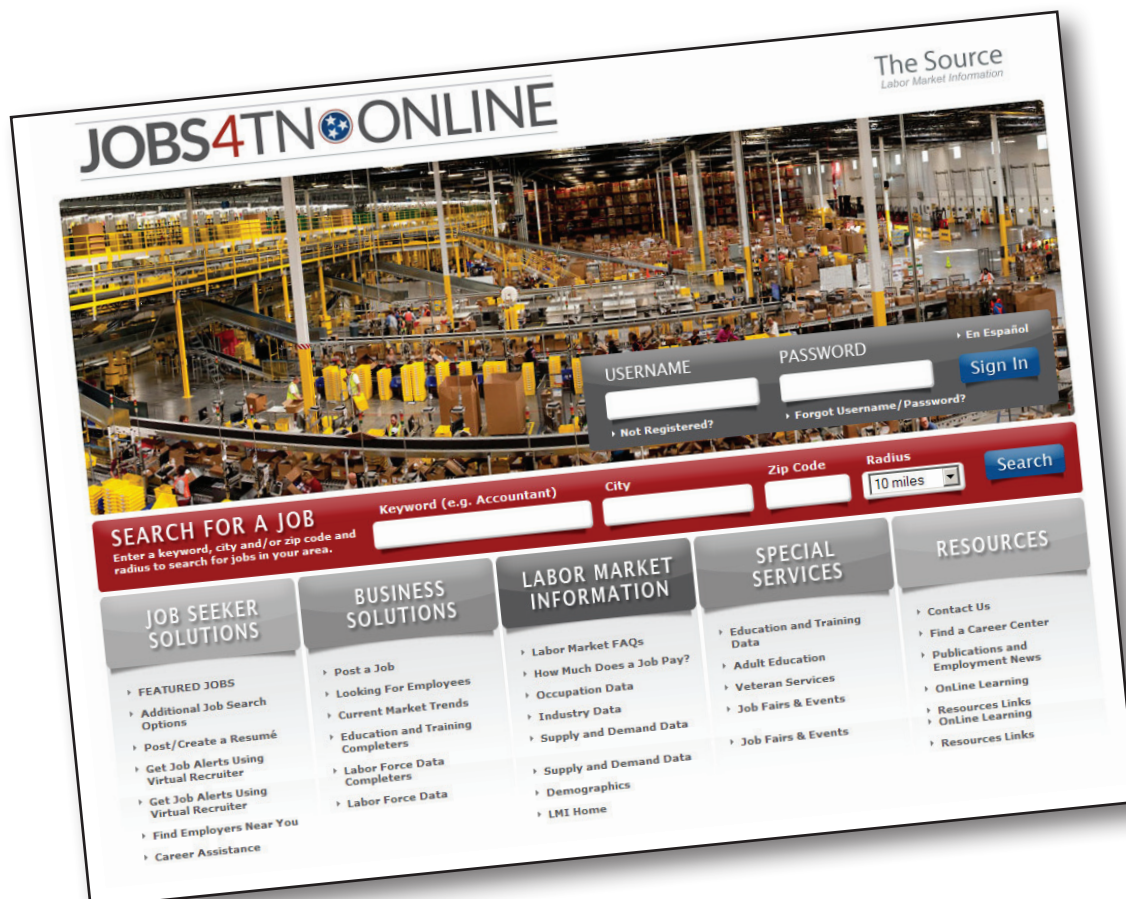 JOBS4TN ONLINE
The Source
Labor Market Information
USERNAME
PASSWORD
En Español
Sign In
Not Registered?
Forgot Username/Password?
SEARCH FOR A JOB
Enter a keyword, city and/or zip code and
radius to search for jobs in your area.
Keyword (e.g. Accountant)
City
Zip Code
Radius
10 miles
Search
JOB SEEKER
SOLUTIONS
FEATURED JOBS
Additional Job Search
Options
Post/Create a Resumé
Get Job Alerts Using
Virtual Recruiter
Get Job Alerts Using
Virtual Recruiter
Find Employers Near You
Career Assistance
BUSINESS
SOLUTIONS
Post a Job
Looking For Employees
Current Market Trends
Education and Training
Completers
Labor Force Data
Completers
Labor Force Data
LABOR MARKET
INFORMATION
Labor Market FAQs
How Much Does a Job Pay?
Occupation Data
Industry Data
Supply and Demand Data
Supply and Demand Data
Demographics
LMI Home
SPECIAL
SERVICES
Education and Training
Data
Adult Education
Veteran Services
Job Fairs & Events
Job Fairs & Events
RESOURCES
Contact Us
Find a Career Center
Publications and
Employment News
OnLine Learning
Resources Links
OnLine Learning
Resources Links